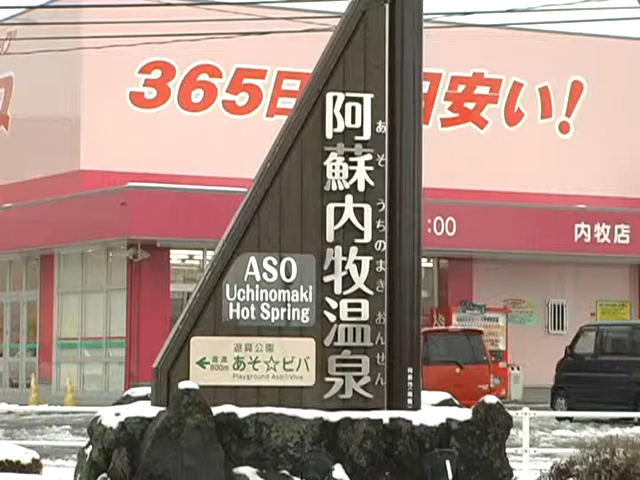 365日
毎日安い!
:00
内牧店
阿蘇内牧温泉
あそ うちのまき おんせん
ASO
Uchinomaki
Hot Spring
遊具公園
直進
800m
あそ☆ビバ
Playground Aso☆Viva